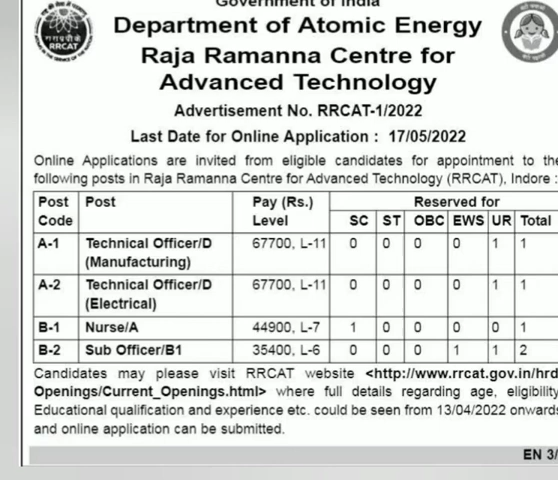 Government of India
Department of Atomic Energy
Raja Ramanna Centre for
Advanced Technology
Advertisement No. RRCAT-1/2022
Last Date for Online Application : 17/05/2022
Online Applications are invited from eligible candidates for appointment to the
following posts in Raja Ramanna Centre for Advanced Technology (RRCAT), Indore :
Post Code Post Pay (Rs.) Level Reserved for
SC ST OBC EWS UR Total
A-1 Technical Officer/D (Manufacturing) 67700, L-11 0 0 0 0 1 1
A-2 Technical Officer/D (Electrical) 67700, L-11 0 0 0 0 1 1
B-1 Nurse/A 44900, L-7 1 0 0 0 0 1
B-2 Sub Officer/B1 35400, L-6 0 0 0 1 1 2
Candidates may please visit RRCAT website <http://www.rrcat.gov.in/hrd
Openings/Current_Openings.html> where full details regarding age, eligibility
Educational qualification and experience etc. could be seen from 13/04/2022 onwards
and online application can be submitted.
EN 3/
RRCAT